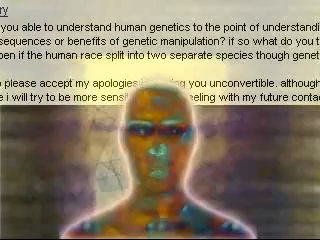 ry
you able to understand human genetics to the point of understandi
sequences or benefits of genetic manipulation? if so what do you t
pen if the human race split into two separate species though genet
please accept my apologies you unconvertible. although
e i will try to be more sensi eeling with my future conta